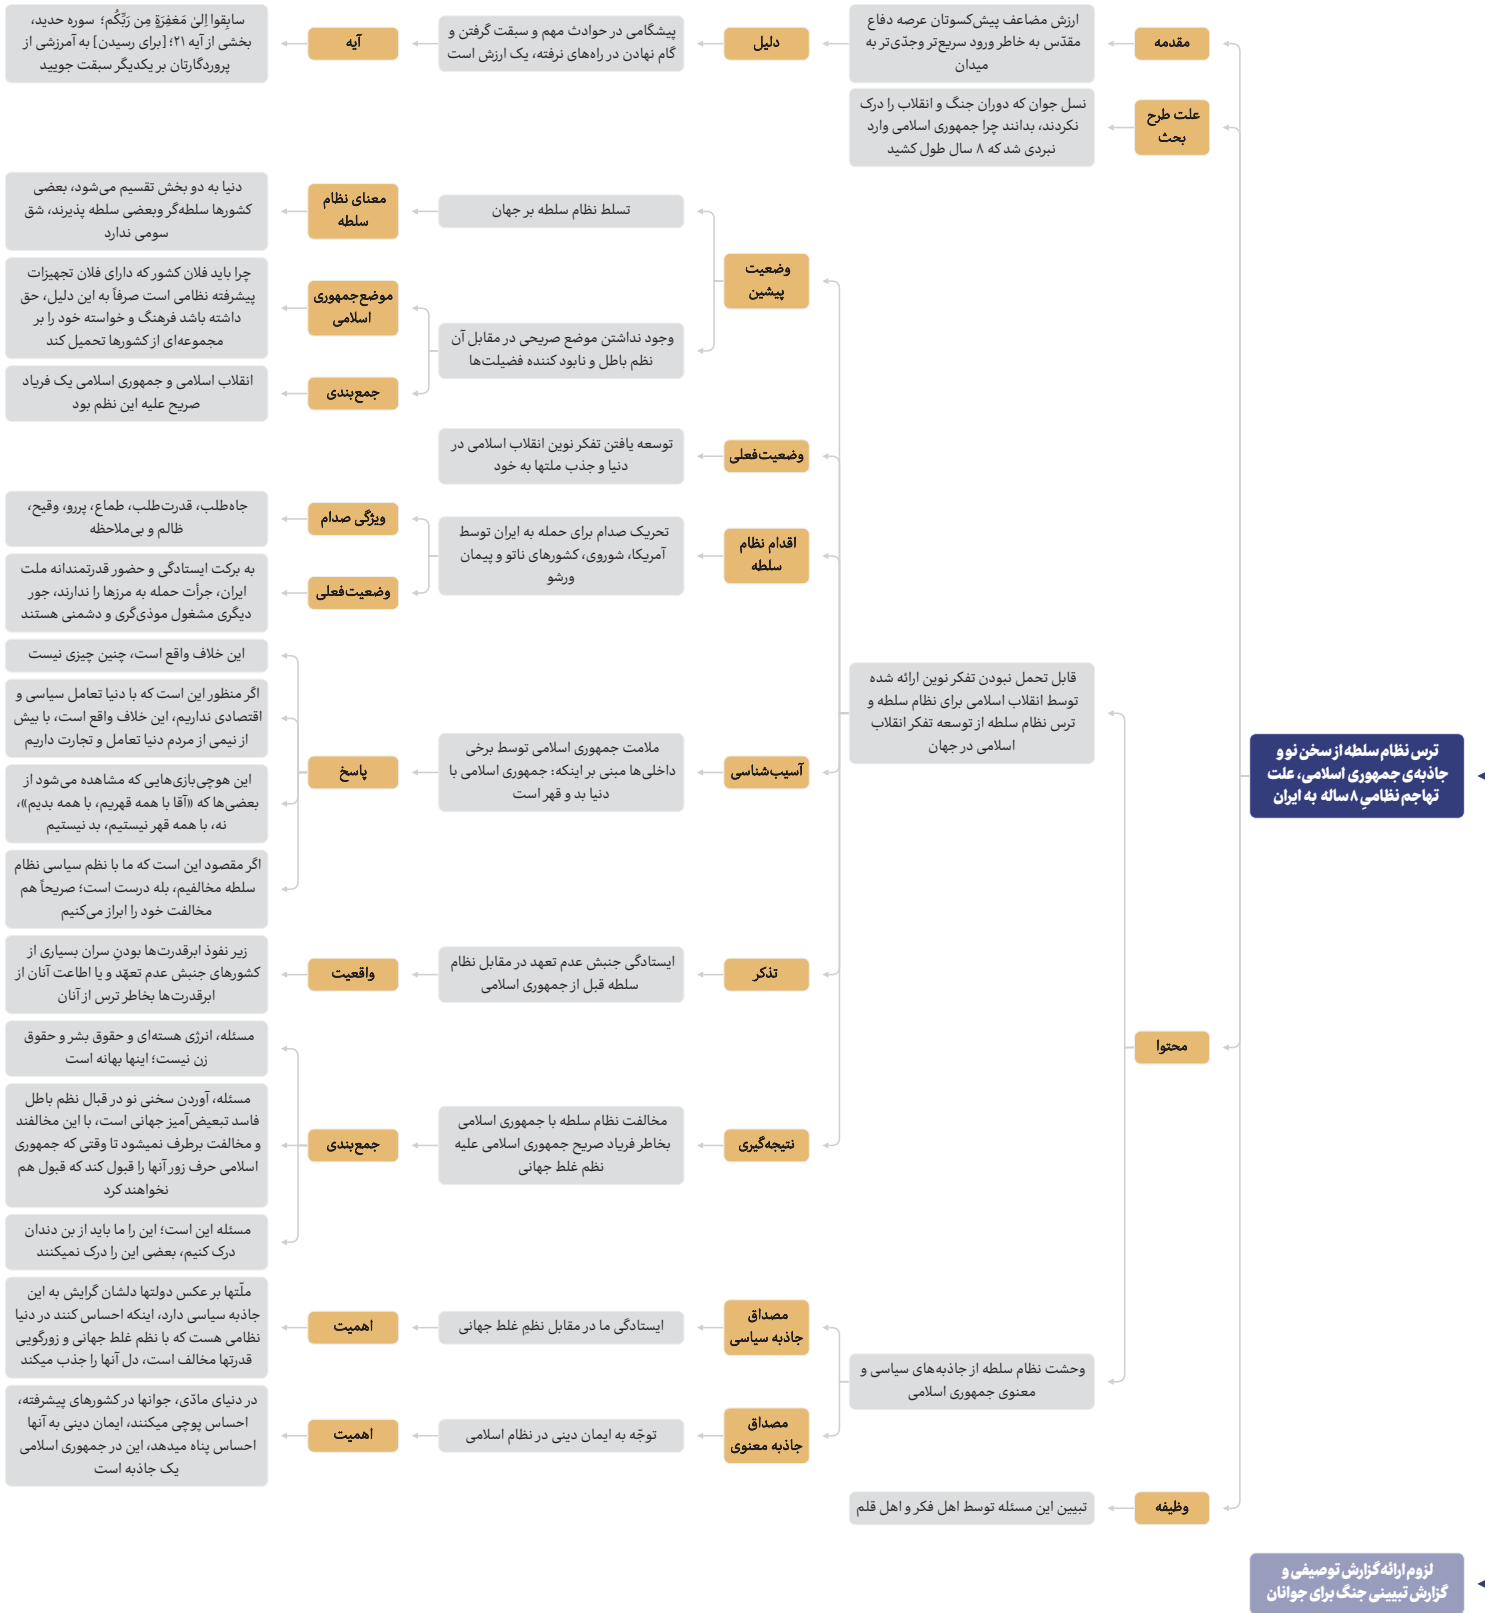 ترس نظام سلطه از سخن نو و
جاذبه‌ی جمهوری اسلامی، علت
تهاجم نظامیِ ۸ ساله به ایران
مقدمه
ارزش مضاعف پیش‌کسوتان عرصه دفاع
مقدّس به خاطر ورود سریع‌تر وجدّی‌تر به
میدان
دلیل
پیشگامی در حوادث مهم و سبقت گرفتن و
گام نهادن در راه‌های نرفته، یک ارزش است
آیه
سابِقوا اِلىٰ مَغفِرَةٍ مِن رَبِّكُم؛ سوره حدید،
بخشی از آیه ۲۱؛ [برای رسیدن] به آمرزشی از
پروردگارتان بر یکدیگر سبقت جویید
علت طرح
بحث
نسل جوان که دوران جنگ و انقلاب را درک
نکردند، بدانند چرا جمهوری اسلامی وارد
نبردی شد که ۸ سال طول کشید
محتوا
قابل تحمل نبودن تفکر نوین ارائه شده
توسط انقلاب اسلامی برای نظام سلطه و
ترس نظام سلطه از توسعه تفکر انقلاب
اسلامی در جهان
وضعیت
پیشین
تسلط نظام سلطه بر جهان
معنای نظام
سلطه
دنیا به دو بخش تقسیم می‌شود، بعضی
کشورها سلطه‌گر وبعضی سلطه پذیرند، شق
سومی ندارد
وجود نداشتن موضع صریحی در مقابل آن
نظم باطل و نابود کننده فضیلت‌ها
موضع‌جمهوری
اسلامی
چرا باید فلان کشور که دارای فلان تجهیزات
پیشرفته نظامی است صرفاً به این دلیل، حق
داشته باشد فرهنگ و خواسته خود را بر
مجموعه‌ای از کشورها تحمیل کند
جمع‌بندی
انقلاب اسلامی و جمهوری اسلامی یک فریاد
صریح علیه این نظم بود
وضعیت‌فعلی
توسعه یافتن تفکر نوین انقلاب اسلامی در
دنیا و جذب ملتها به خود
اقدام نظام
سلطه
تحریک صدام برای حمله به ایران توسط
آمریکا، شوروی، کشورهای ناتو و پیمان
ورشو
ویژگی صدام
جاه‌طلب، قدرت‌طلب، طماع، پررو، وقیح،
ظالم و بی‌ملاحظه
وضعیت‌فعلی
به برکت ایستادگی و حضور قدرتمندانه ملت
ایران، جرأت حمله به مرزها را ندارند، جور
دیگری مشغول موذی‌گری و دشمنی هستند
آسیب‌شناسی
ملامت جمهوری اسلامی توسط برخی
داخلی‌ها مبنی بر اینکه: جمهوری اسلامی با
دنیا بد و قهر است
پاسخ
این خلاف واقع است، چنین چیزی نیست
اگر منظور این است که با دنیا تعامل سیاسی و
اقتصادی نداریم، این خلاف واقع است، با بیش
از نیمی از مردم دنیا تعامل و تجارت داریم
این هوچی‌بازی‌هایی که مشاهده می‌شود از
بعضی‌ها که «آقا با همه قهریم، با همه بدیم»،
نه، با همه قهر نیستیم، بد نیستیم
اگر مقصود این است که ما با نظم سیاسی نظام
سلطه مخالفیم، بله درست است؛ صریحاً هم
مخالفت خود را ابراز می‌کنیم
تذکر
ایستادگی جنبش عدم تعهد در مقابل نظام
سلطه قبل از جمهوری اسلامی
واقعیت
زیر نفوذ ابرقدرت‌ها بودنِ سران بسیاری از
کشورهای جنبش عدم تعهّد و یا اطاعت آنان از
ابرقدرت‌ها بخاطر ترس از آنان
نتیجه‌گیری
مخالفت نظام سلطه با جمهوری اسلامی
بخاطر فریاد صریح جمهوری اسلامی علیه
نظم غلط جهانی
جمع‌بندی
مسئله، انرژی هسته‌ای و حقوق بشر و حقوق
زن نیست؛ اینها بهانه است
مسئله، آوردن سخنی نو در قبال نظم باطل
فاسد تبعیض‌آمیز جهانی است، با این مخالفند
و مخالفت برطرف نمیشود تا وقتی که جمهوری
اسلامی حرف زور آنها را قبول کند که قبول هم
نخواهند کرد
مسئله این است؛ این را ما باید از بن دندان
درک کنیم، بعضی این را درک نمیکنند
وحشت نظام سلطه از جاذبه‌های سیاسی و
معنوی جمهوری اسلامی
مصداق
جاذبه سیاسی
ایستادگی ما در مقابل نظمِ غلط جهانی
اهمیت
ملّتها بر عکس دولتها دلشان گرایش به این
جاذبه سیاسی دارد، اینکه احساس کنند در دنیا
نظامی هست که با نظم غلط جهانی و زورگویی
قدرتها مخالف است، دل آنها را جذب میکند
مصداق
جاذبه معنوی
توجّه به ایمان دینی در نظام اسلامی
اهمیت
در دنیای مادّی، جوانها در کشورهای پیشرفته،
احساس پوچی میکنند، ایمان دینی به آنها
احساس پناه میدهد، این در جمهوری اسلامی
یک جاذبه است
وظیفه
تبیین این مسئله توسط اهل فکر و اهل قلم
لزوم ارائه گزارش توصیفی و
گزارش تبیینی جنگ برای جوانان